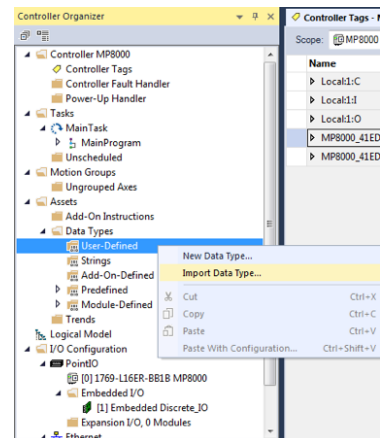 Controller Organizer
Controller Tags - M
Scope: MP8000
Controller MP8000
Controller Tags
Controller Fault Handler
Power-Up Handler
Tasks
MainTask
MainProgram
Unscheduled
Motion Groups
Ungrouped Axes
Assets
Add-On Instructions
Data Types
User-Defined
Strings
Add-On-Defined
Predefined
Module-Defined
Trends
Logical Model
I/O Configuration
PointIO
[0] 1769-L16ER-BB1B MP8000
Embedded I/O
[1] Embedded Discrete_IO
Expansion I/O, 0 Modules
Ethernet
Name
Local:1:C
Local:1:I
Local:1:O
MP8000_41ED
MP8000_41ED
New Data Type...
Import Data Type...
Cut Ctrl+X
Copy Ctrl+C
Paste Ctrl+V
Paste With Configuration... Ctrl+Shift+V